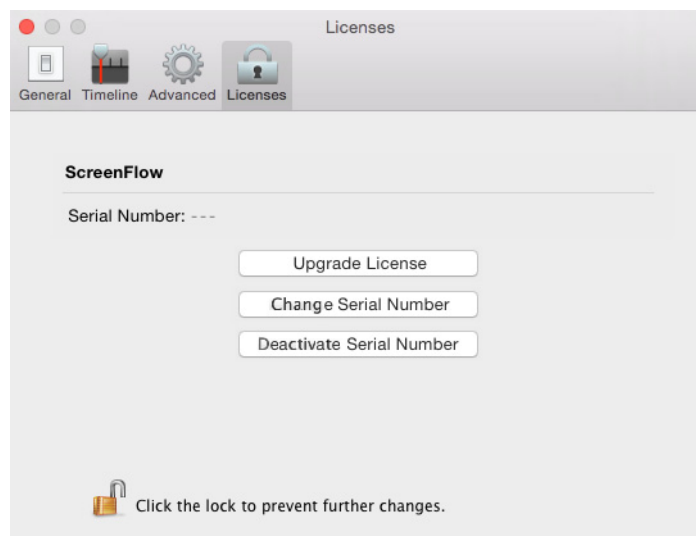 Licenses
General Timeline Advanced Licenses
ScreenFlow
Serial Number: ---
Upgrade License
Change Serial Number
Deactivate Serial Number
Click the lock to prevent further changes.